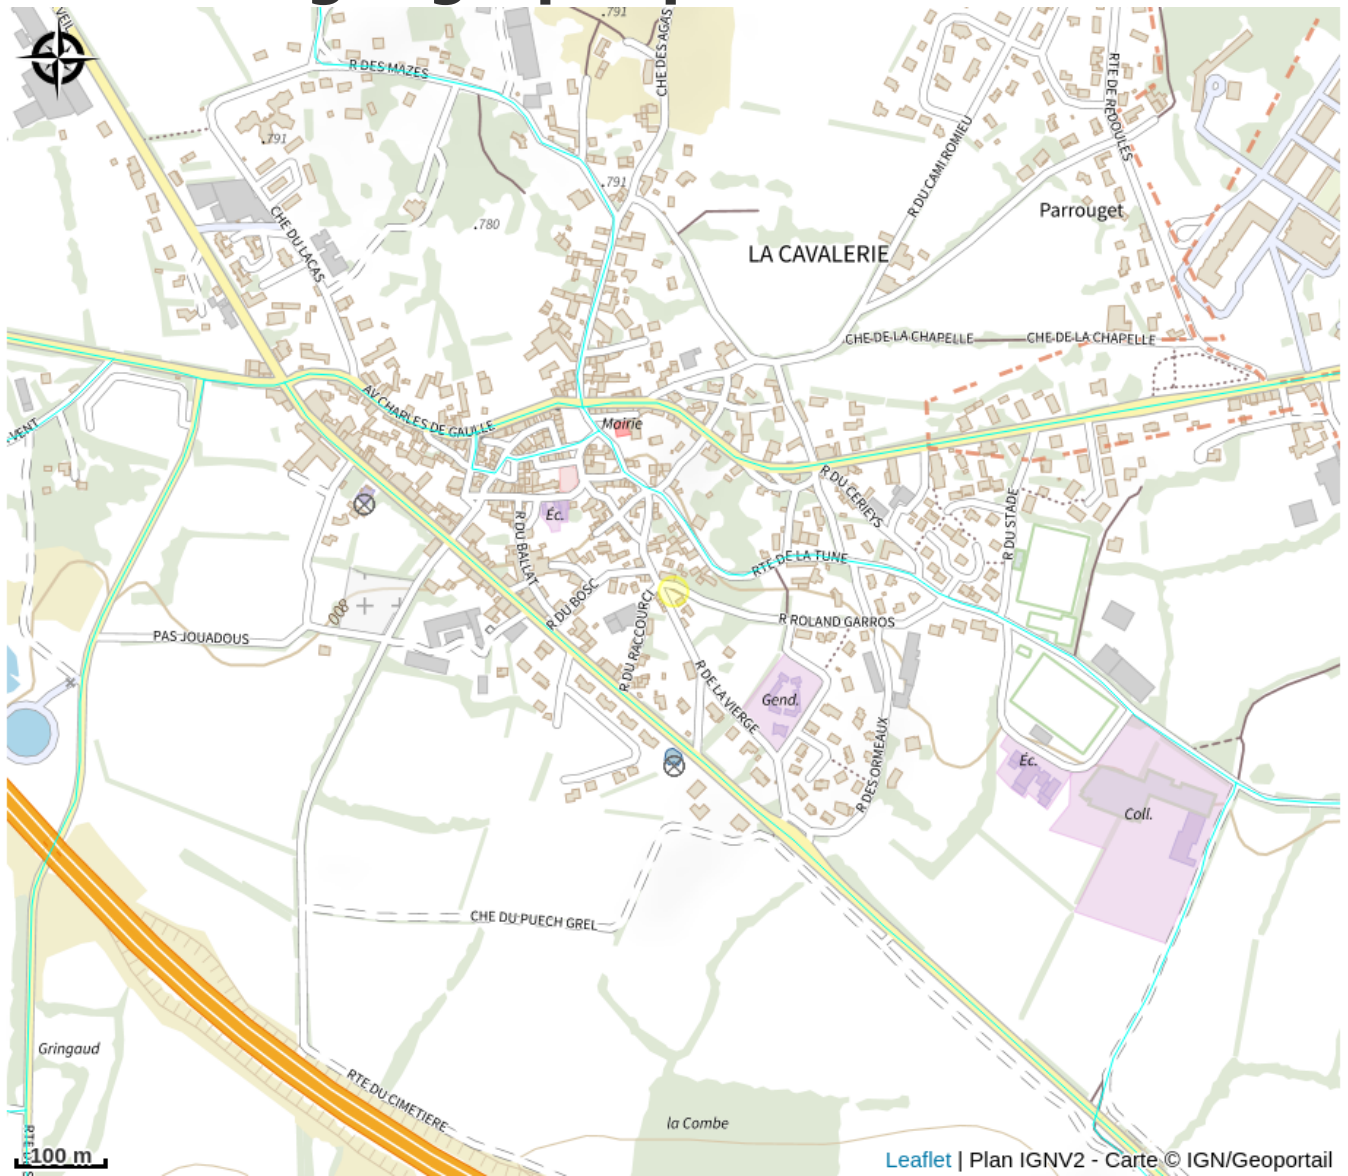 791
R DES MAZES
CHE DES AGAS
RTE DE REDOULES
791
R DU CAMI ROMIEU
791
Parrouget
.780
CHE DU LACAS
LA CAVALERIE
CHE DE LA CHAPELLE
CHE DE LA CHAPELLE
AV CHARLES DE GAULLE
Mairie
VENT
R DU CERIEYS
R DU STADE
Éc.
R DU BALLAT
RTE DE LA TUNE
R DU BOSC
800
R DU RACCOURCI
R ROLAND GARROS
PAS JOUADOUS
R DE LA VIERGE
Gend.
R DES ORMEAUX
Éc.
Coll.
CHE DU PUECH GREL
Gringaud
RTE DU CIMETIERE
la Combe
100 m
Leaflet | Plan IGNV2 - Carte © IGN/Geoportail